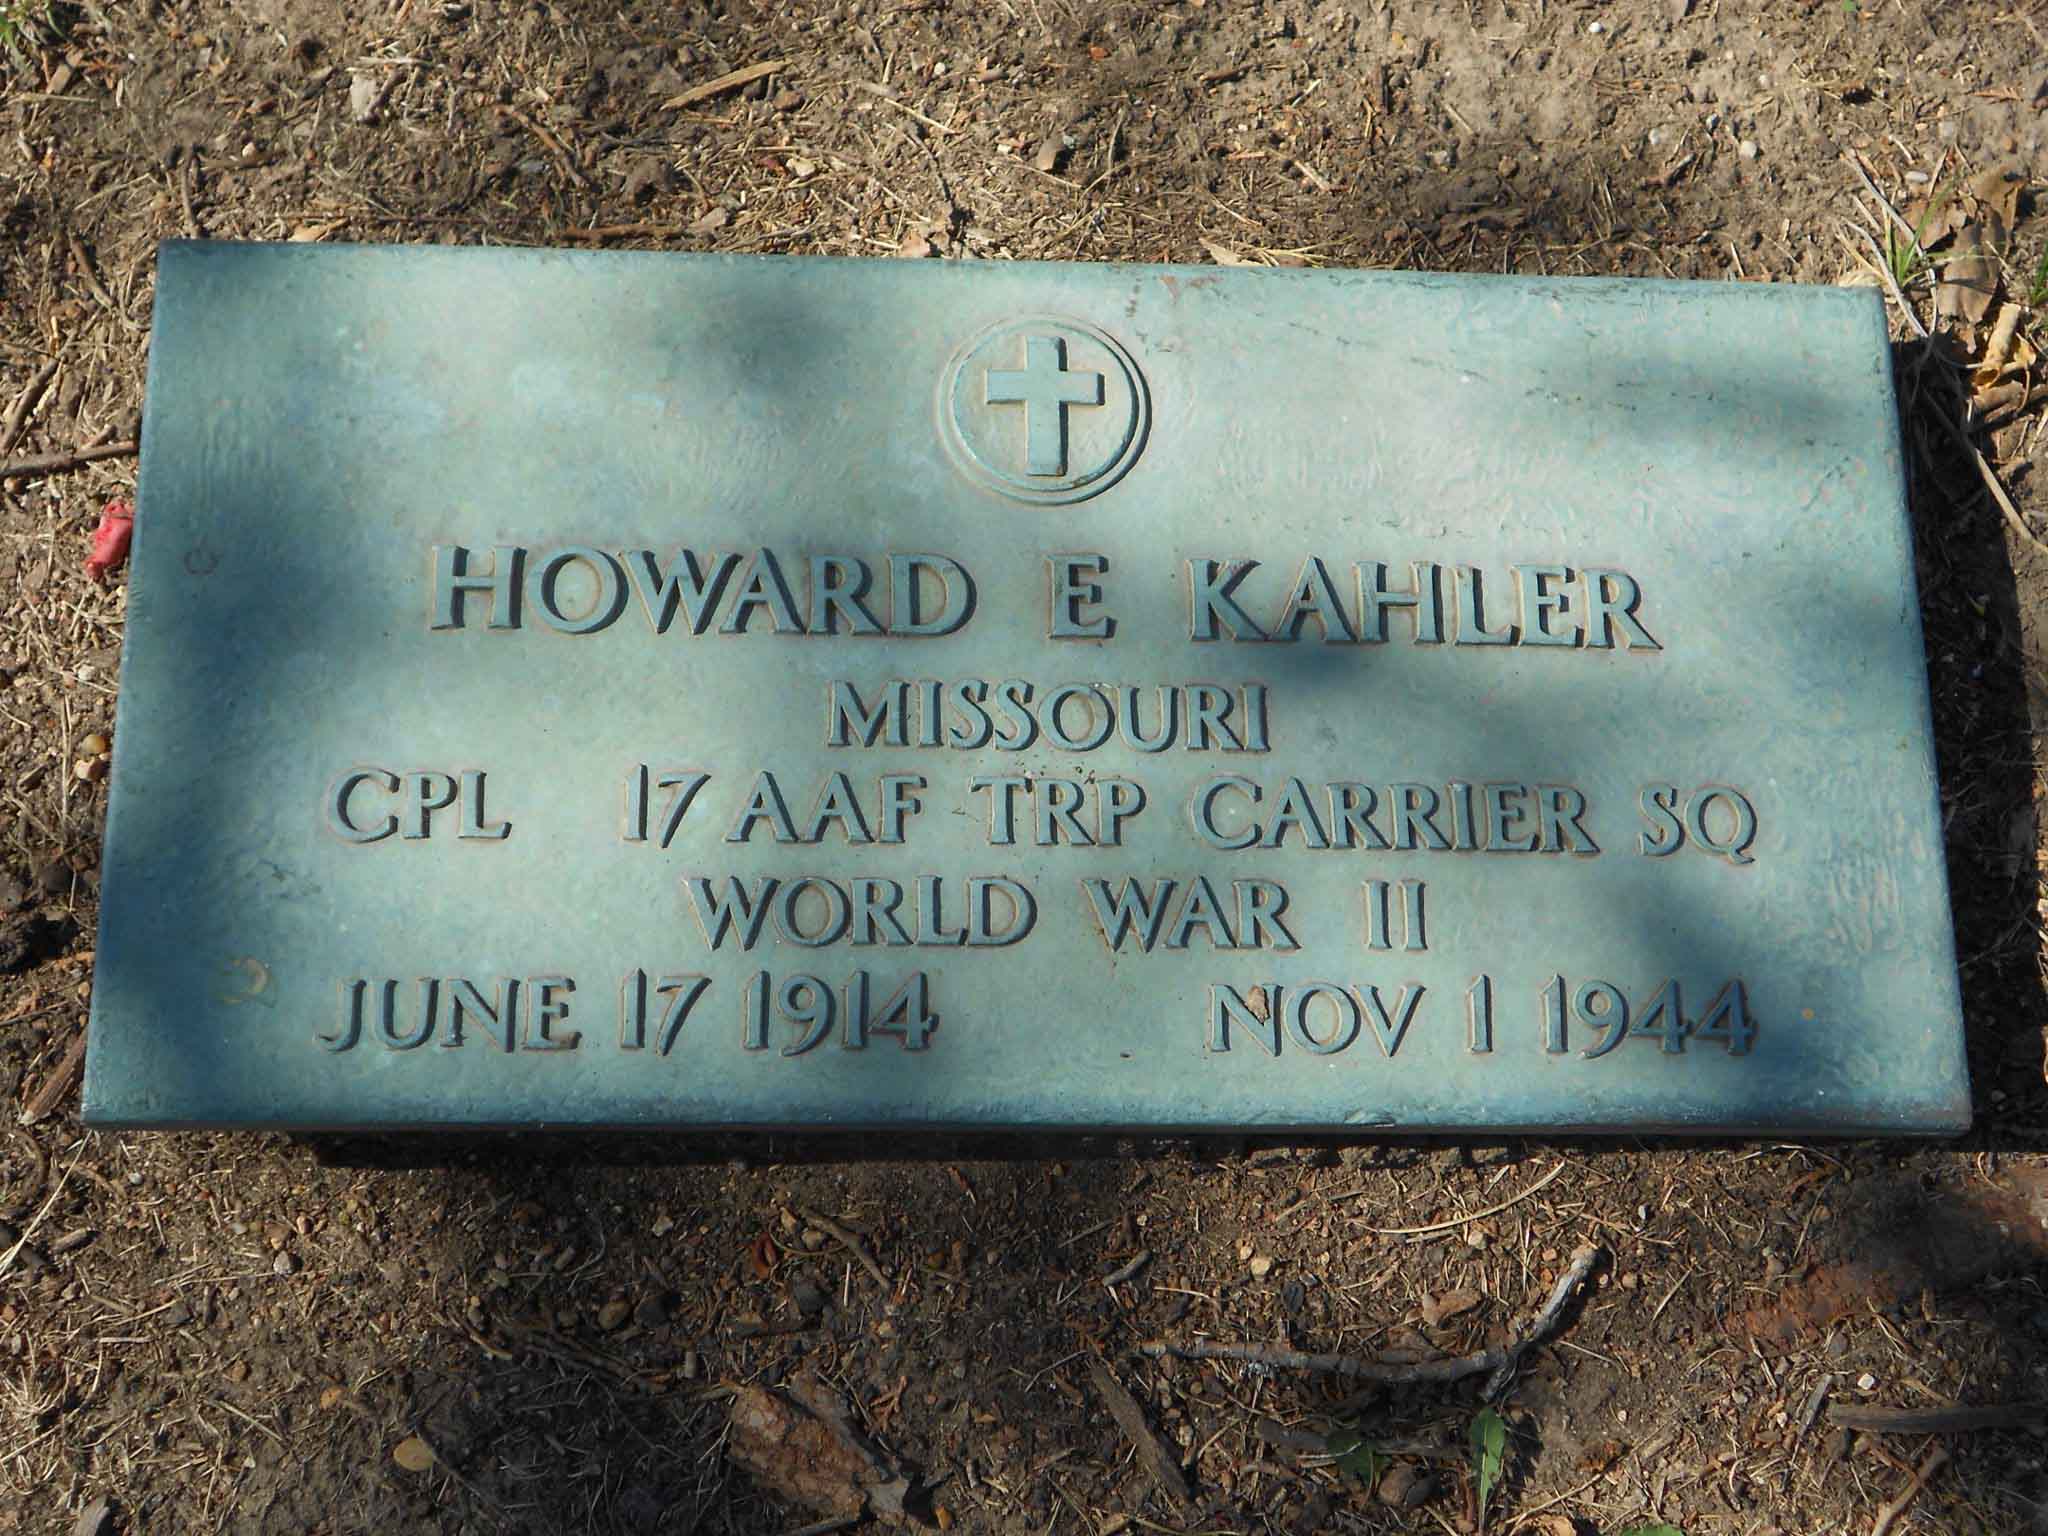 HOWARD E KAHLER
MISSOURI
CPL 17 AAF TRP CARRIER SQ
WORLD WAR II
JUNE 17 1914 NOV 1 1944